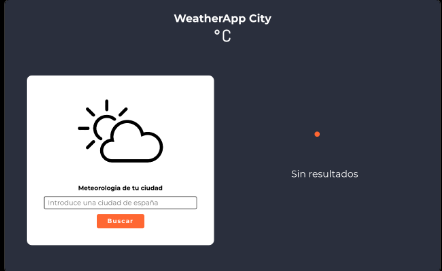 WeatherApp City
°C
Meteorología de tu ciudad
Introduce una ciudad de españa
Buscar
Sin resultados